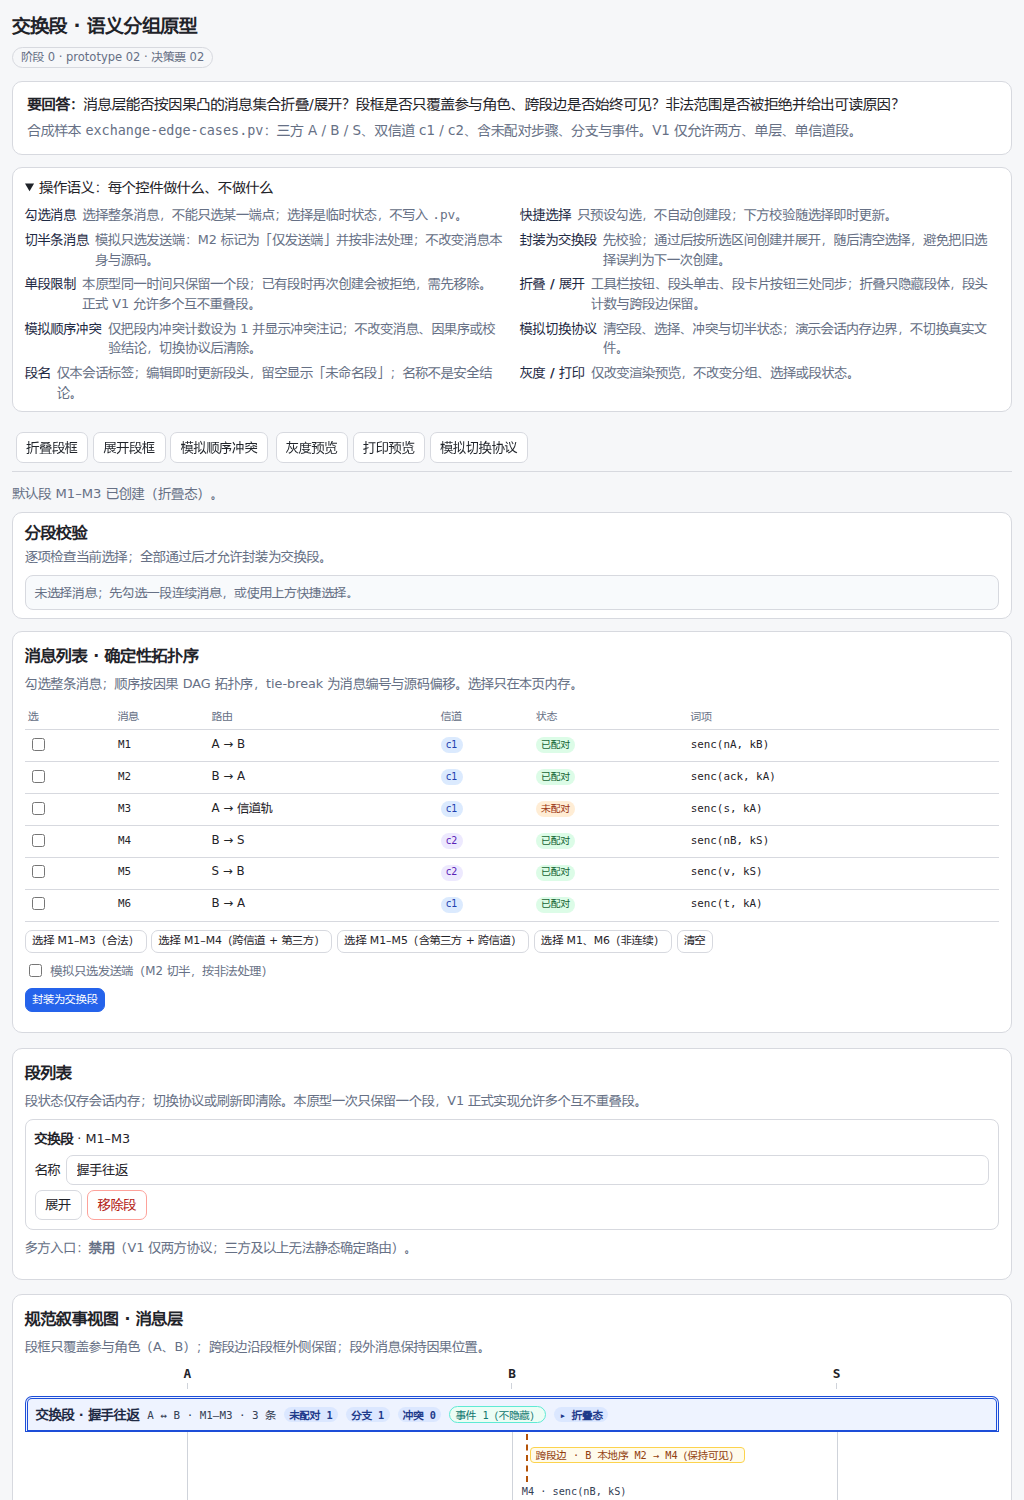 交换段 · 语义分组原型
阶段 0 · prototype 02 · 决策票 02
要回答：消息层能否按因果凸的消息集合折叠/展开？段框是否只覆盖参与角色、跨段边是否始终可见？非法范围是否被拒绝并给出可读原因？
合成样本 exchange-edge-cases.pv：三方 A / B / S、双信道 c1 / c2、含未配对步骤、分支与事件。V1 仅允许两方、单层、单信道段。
▼ 操作语义：每个控件做什么、不做什么
勾选消息 选择整条消息，不能只选某一端点；选择是临时状态，不写入 .pv。
快捷选择 只预设勾选，不自动创建段；下方校验随选择即时更新。
切半条消息 模拟只选发送端：M2 标记为「仅发送端」并按非法处理；不改变消息本
身与源码。
封装为交换段 先校验；通过后按所选区间创建并展开，随后清空选择，避免把旧选
择误判为下一次创建。
单段限制 本原型同一时间只保留一个段；已有段时再次创建会被拒绝，需先移除。
正式 V1 允许多个互不重叠段。
折叠 / 展开 工具栏按钮、段头单击、段卡片按钮三处同步；折叠只隐藏段体，段头
计数与跨段边保留。
模拟顺序冲突 仅把段内冲突计数设为 1 并显示冲突注记；不改变消息、因果序或校
验结论，切换协议后清除。
模拟切换协议 清空段、选择、冲突与切半状态；演示会话内存边界，不切换真实文
件。
段名 仅本会话标签；编辑即时更新段头，留空显示「未命名段」；名称不是安全结
论。
灰度 / 打印 仅改变渲染预览，不改变分组、选择或段状态。
折叠段框 展开段框 模拟顺序冲突 灰度预览 打印预览 模拟切换协议
默认段 M1–M3 已创建（折叠态）。
分段校验
逐项检查当前选择；全部通过后才允许封装为交换段。
未选择消息；先勾选一段连续消息，或使用上方快捷选择。
消息列表 · 确定性拓扑序
勾选整条消息；顺序按因果 DAG 拓扑序，tie-break 为消息编号与源码偏移。选择只在本页内存。
选 消息 路由 信道 状态 词项
M1 A → B c1 已配对 senc(nA, kB)
M2 B → A c1 已配对 senc(ack, kA)
M3 A → 信道轨 c1 未配对 senc(s, kA)
M4 B → S c2 已配对 senc(nB, kS)
M5 S → B c2 已配对 senc(v, kS)
M6 B → A c1 已配对 senc(t, kA)
选择 M1–M3（合法） 选择 M1–M4（跨信道 + 第三方） 选择 M1–M5（含第三方 + 跨信道） 选择 M1、M6（非连续） 清空
模拟只选发送端（M2 切半，按非法处理）
封装为交换段
段列表
段状态仅存会话内存；切换协议或刷新即清除。本原型一次只保留一个段，V1 正式实现允许多个互不重叠段。
交换段 · M1–M3
名称 握手往返
展开 移除段
多方入口：禁用（V1 仅两方协议；三方及以上无法静态确定路由）。
规范叙事视图 · 消息层
段框只覆盖参与角色（A、B）；跨段边沿段框外侧保留；段外消息保持因果位置。
A B S
交换段 · 握手往返 A ↔ B · M1–M3 · 3 条 未配对 1 分支 1 冲突 0 事件 1（不隐藏） ▸ 折叠态
跨段边 · B 本地序 M2 → M4（保持可见）
M4 · senc(nB, kS)